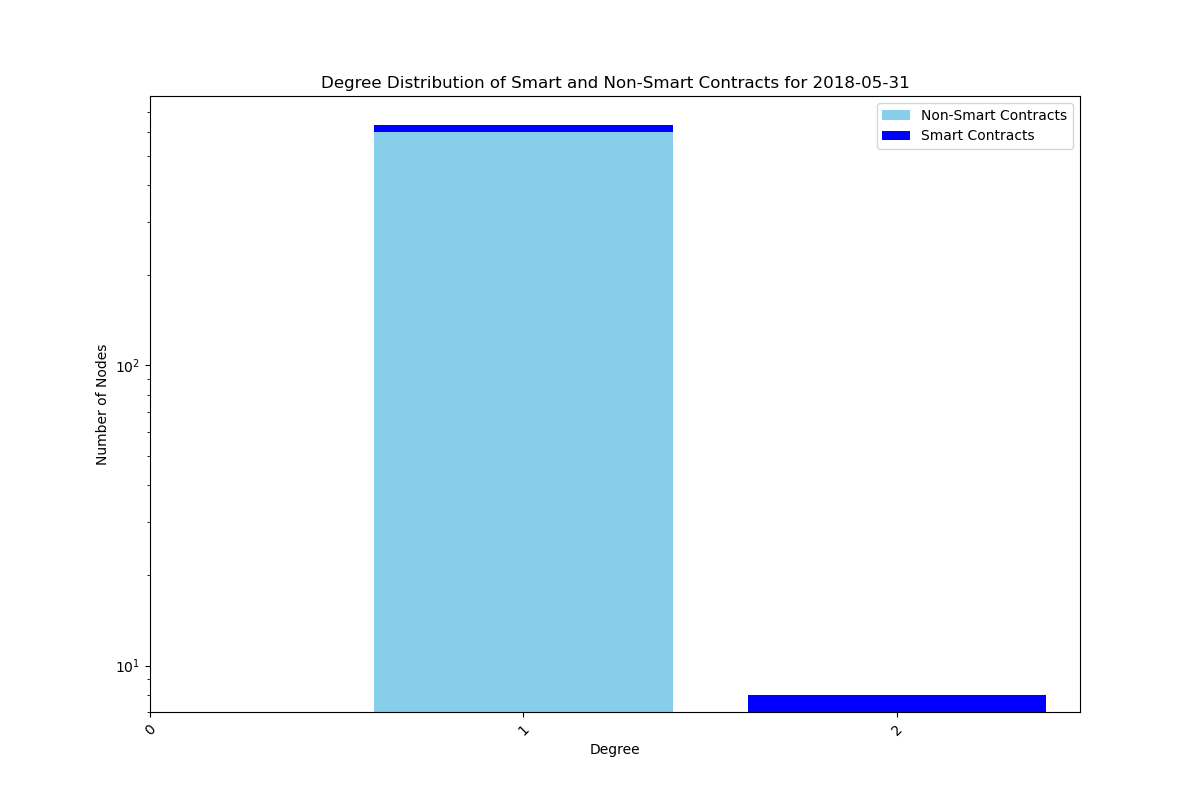 Degree Distribution of Smart and Non-Smart Contracts for 2018-05-31
Non-Smart Contracts
Smart Contracts
Number of Nodes
10²
10¹
0
1
2
Degree